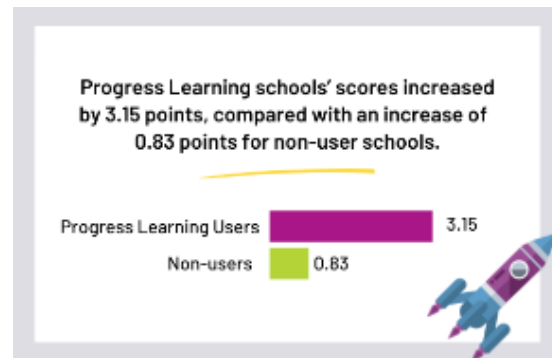 Progress Learning schools’ scores increased
by 3.15 points, compared with an increase of
0.83 points for non-user schools.
Progress Learning Users 3.15
Non-users 0.83